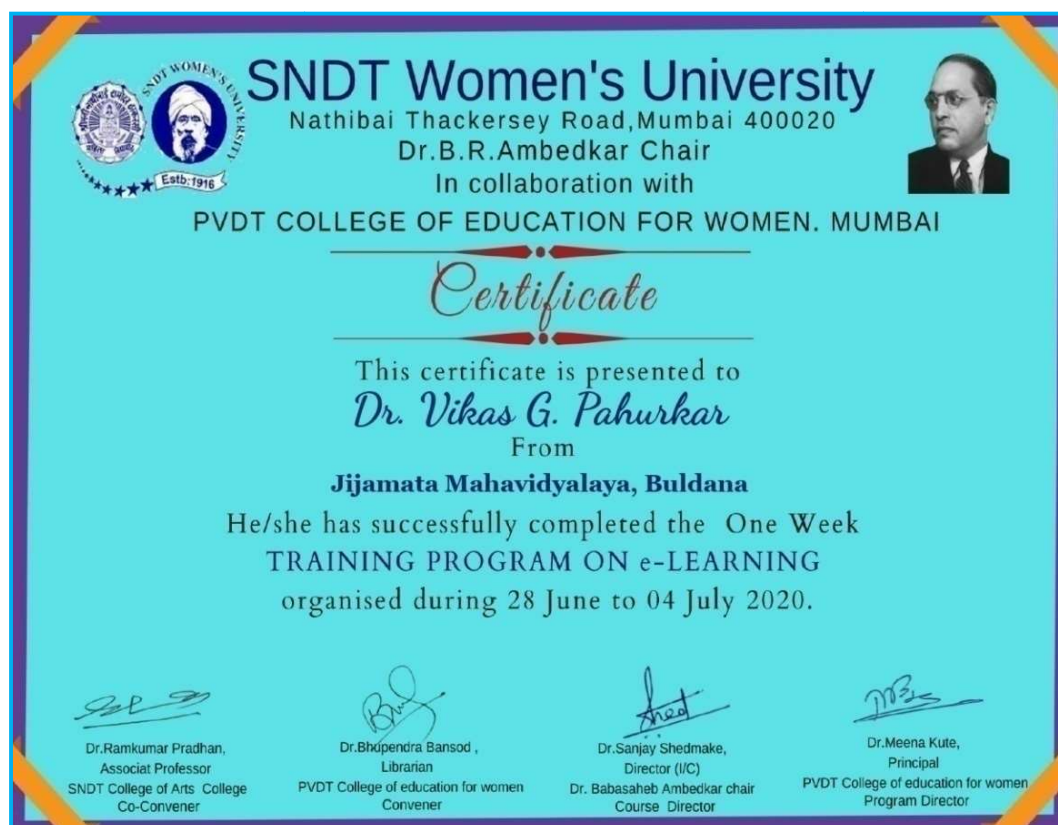 SNDT WOMEN'S UNIVERSITY
Estb:1916
SNDT Women's University
Nathibai Thackersey Road,Mumbai 400020
Dr.B.R.Ambedkar Chair
In collaboration with
PVDT COLLEGE OF EDUCATION FOR WOMEN. MUMBAI
Certificate
This certificate is presented to
Dr. Vikas G. Pahurkar
From
Jijamata Mahavidyalaya, Buldana
He/she has successfully completed the One Week
TRAINING PROGRAM ON e-LEARNING
organised during 28 June to 04 July 2020.
Dr.Ramkumar Pradhan,
Associat Professor
SNDT College of Arts College
Co-Convener
Dr.Bhupendra Bansod ,
Librarian
PVDT College of education for women
Convener
Dr.Sanjay Shedmake,
Director (I/C)
Dr. Babasaheb Ambedkar chair
Course Director
Dr.Meena Kute,
Principal
PVDT College of education for women
Program Director